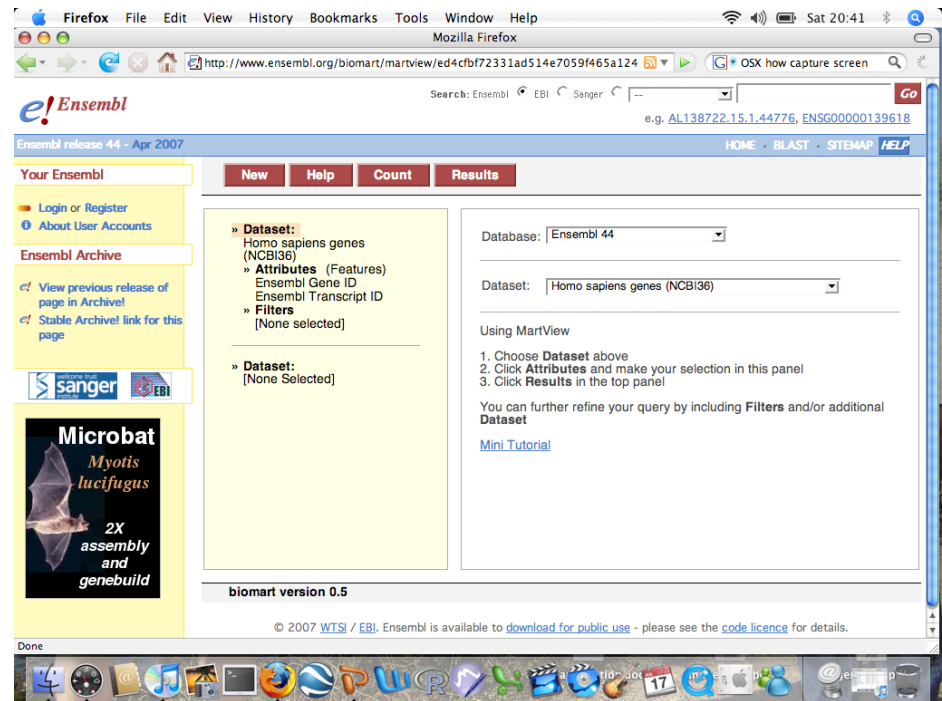 Firefox File Edit View History Bookmarks Tools Window Help Sat 20:41
Mozilla Firefox
http://www.ensembl.org/biomart/martview/ed4cfbf72331ad514e7059f465a124 G OSX how capture screen
e! Ensembl
Search: Ensembl EBI Sanger -- Go
e.g. AL138722.15.1.44776, ENSG00000139618
Ensembl release 44 - Apr 2007 HOME · BLAST · SITEMAP HELP
Your Ensembl
Login or Register
About User Accounts
Ensembl Archive
e! View previous release of
page in Archive!
e! Stable Archive! link for this
page
wellcome trust
sanger
institute
EBI
Microbat
Myotis
lucifugus
2X
assembly
and
genebuild
New Help Count Results
» Dataset:
Homo sapiens genes
(NCBI36)
» Attributes (Features)
Ensembl Gene ID
Ensembl Transcript ID
» Filters
[None selected]
» Dataset:
[None Selected]
Database: Ensembl 44
Dataset: Homo sapiens genes (NCBI36)
Using MartView
1. Choose Dataset above
2. Click Attributes and make your selection in this panel
3. Click Results in the top panel
You can further refine your query by including Filters and/or additional
Dataset
Mini Tutorial
biomart version 0.5
© 2007 WTSI / EBI. Ensembl is available to download for public use - please see the code licence for details.
Done
17